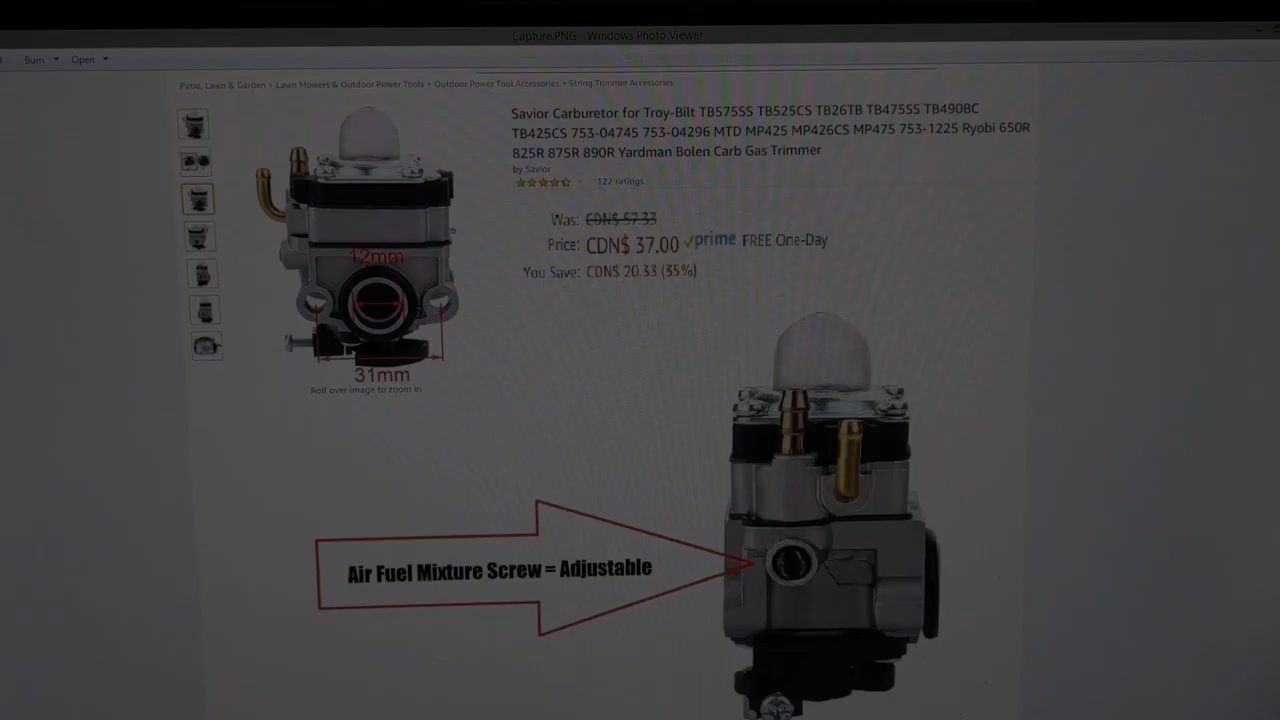 Capture.PNG - Windows Photo Viewer
Burn Open
Patio, Lawn & Garden › Lawn Mowers & Outdoor Power Tools › Outdoor Power Tool Accessories › String Trimmer Accessories
Savior Carburetor for Troy-Bilt TB575SS TB525CS TB26TB TB475SS TB490BC
TB425CS 753-04745 753-04296 MTD MP425 MP426CS MP475 753-1225 Ryobi 650R
825R 875R 890R Yardman Bolen Carb Gas Trimmer
by Savior
122 ratings
Was: CDN$ 57.33
Price: CDN$ 37.00 ✓prime FREE One-Day
You Save: CDN$ 20.33 (35%)
12mm
31mm
Roll over image to zoom in
Air Fuel Mixture Screw = Adjustable